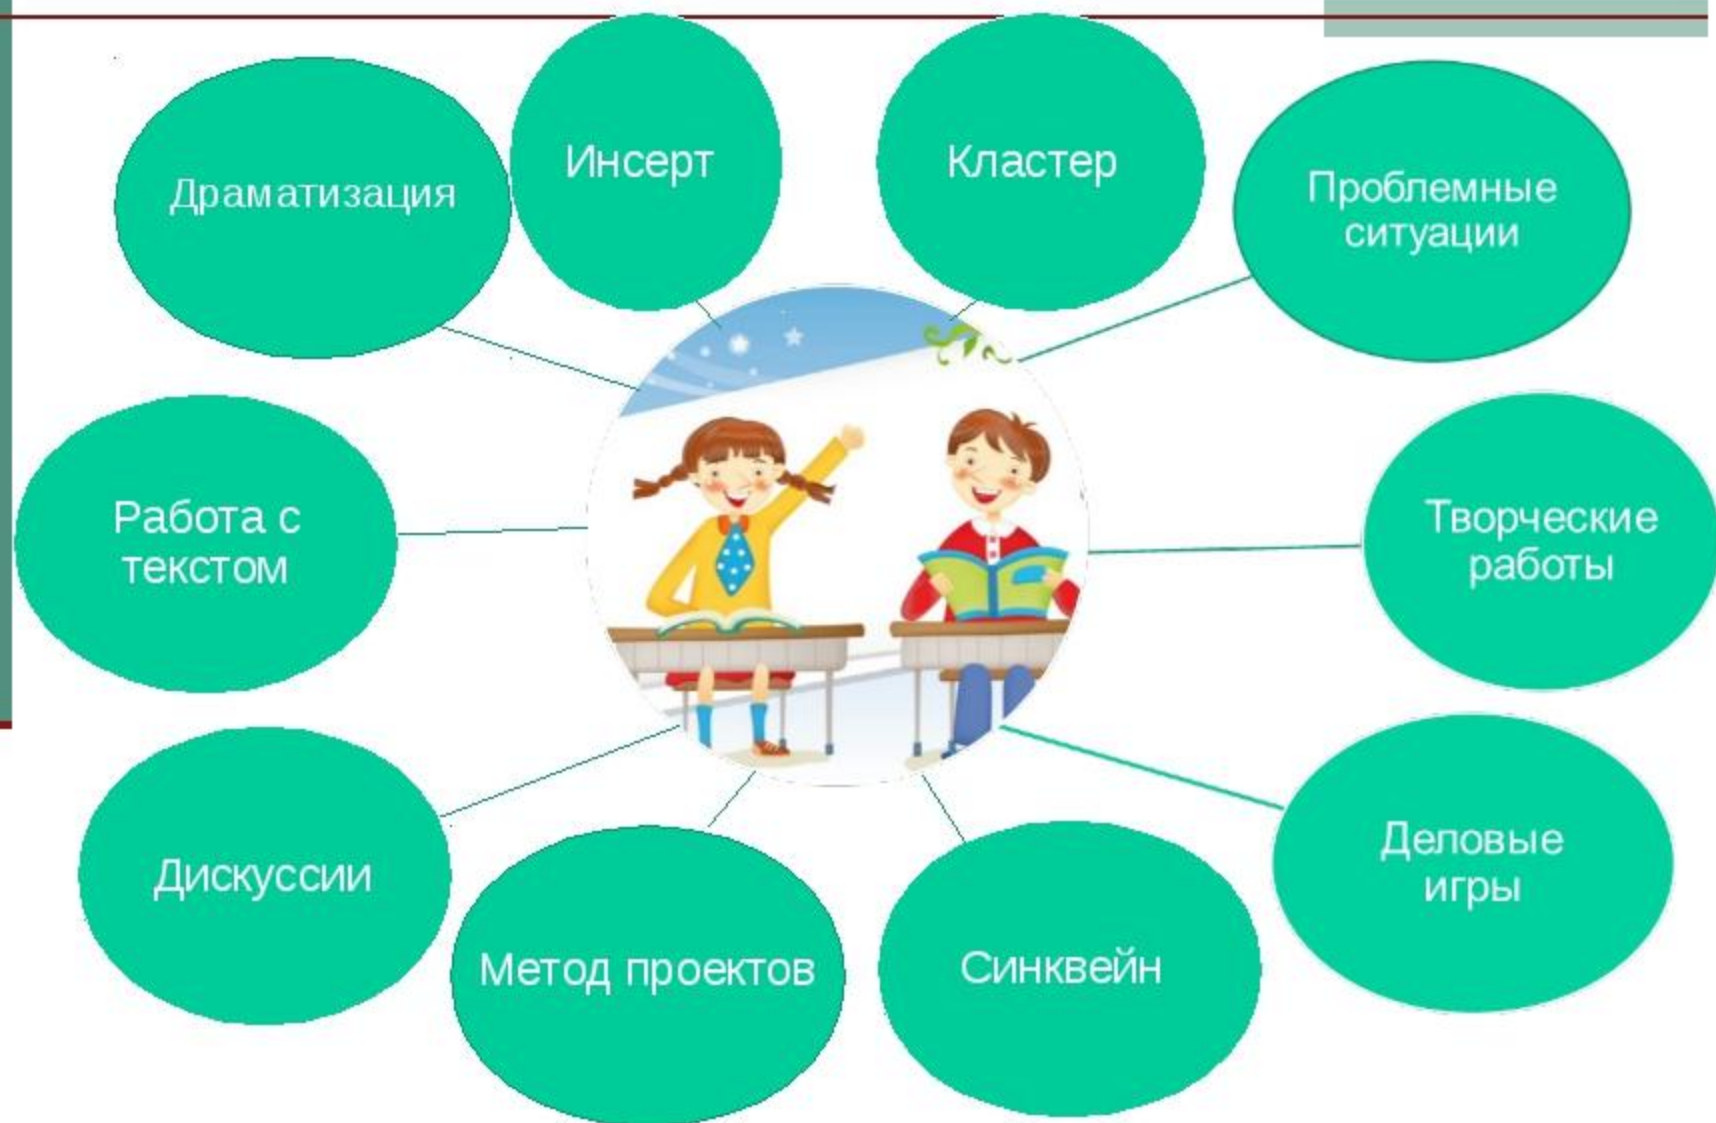 Инсерт
Кластер
Драматизация
Проблемные
ситуации
Работа с
текстом
Творческие
работы
Дискуссии
Деловые
игры
Метод проектов
Синквейн